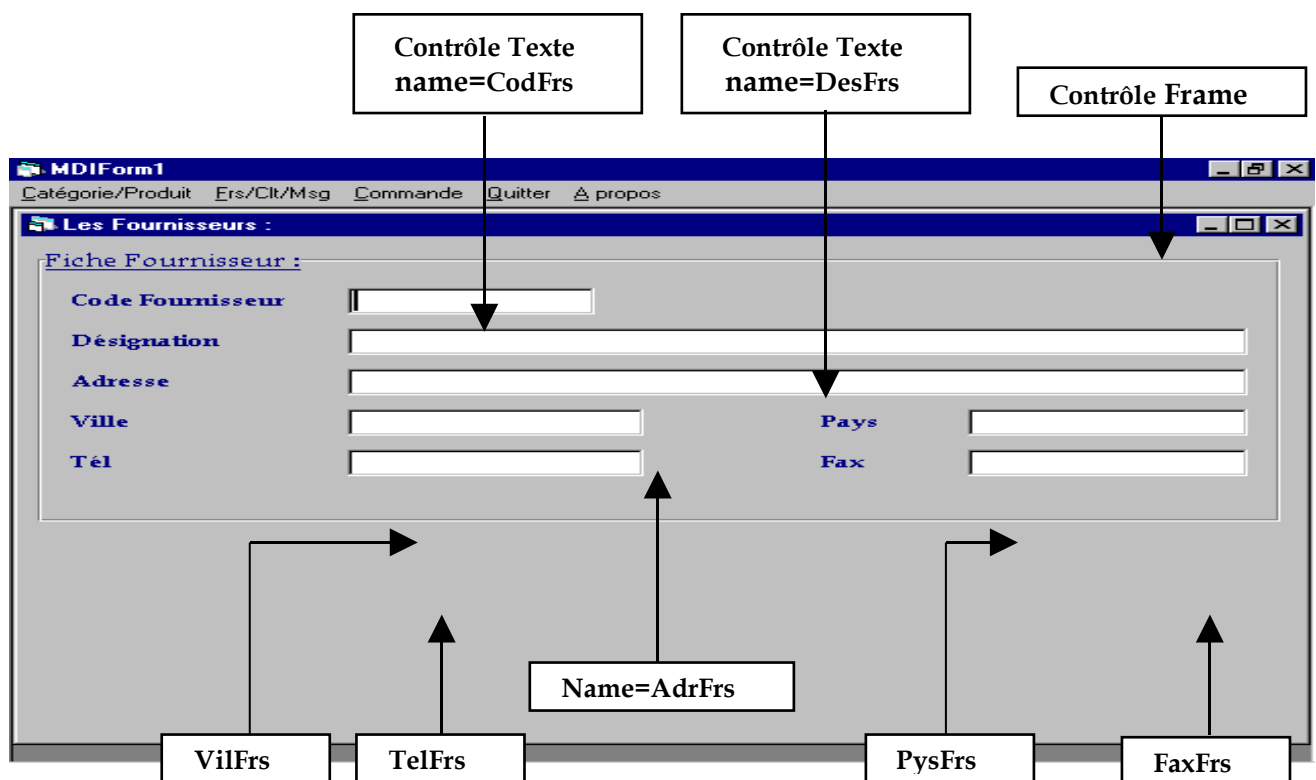 Contrôle Texte
name=CodFrs
Contrôle Texte
name=DesFrs
Contrôle Frame
MDIForm1
Catégorie/Produit Frs/Clt/Msg Commande Quitter A propos
Les Fournisseurs :
Fiche Fournisseur :
Code Fournisseur
Désignation
Adresse
Ville Pays
Tél Fax
Name=AdrFrs
VilFrs TelFrs PysFrs FaxFrs